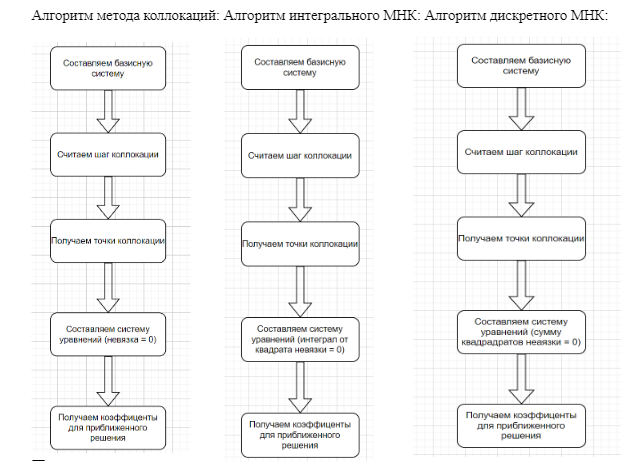 Алгоритм метода коллокаций: Алгоритм интегрального МНК: Алгоритм дискретного МНК:
Составляем базисную
систему
Считаем шаг коллокации
Получаем точки коллокации
Составляем систему
уравнений (невязка = 0)
Получаем коэффиценты
для приближенного
решения
Составляем базисную
систему
Считаем шаг коллокации
Получаем точки коллокации
Составляем систему
уравнений (интеграл от
квадрата невязки = 0)
Получаем коэффиценты
для приближенного
решения
Составляем базисную
систему
Считаем шаг коллокации
Получаем точки коллокации
Составляем систему
уравнений (сумму
квадрадратов неаязки = 0)
Получаем коэффиценты
для приближенного
решения